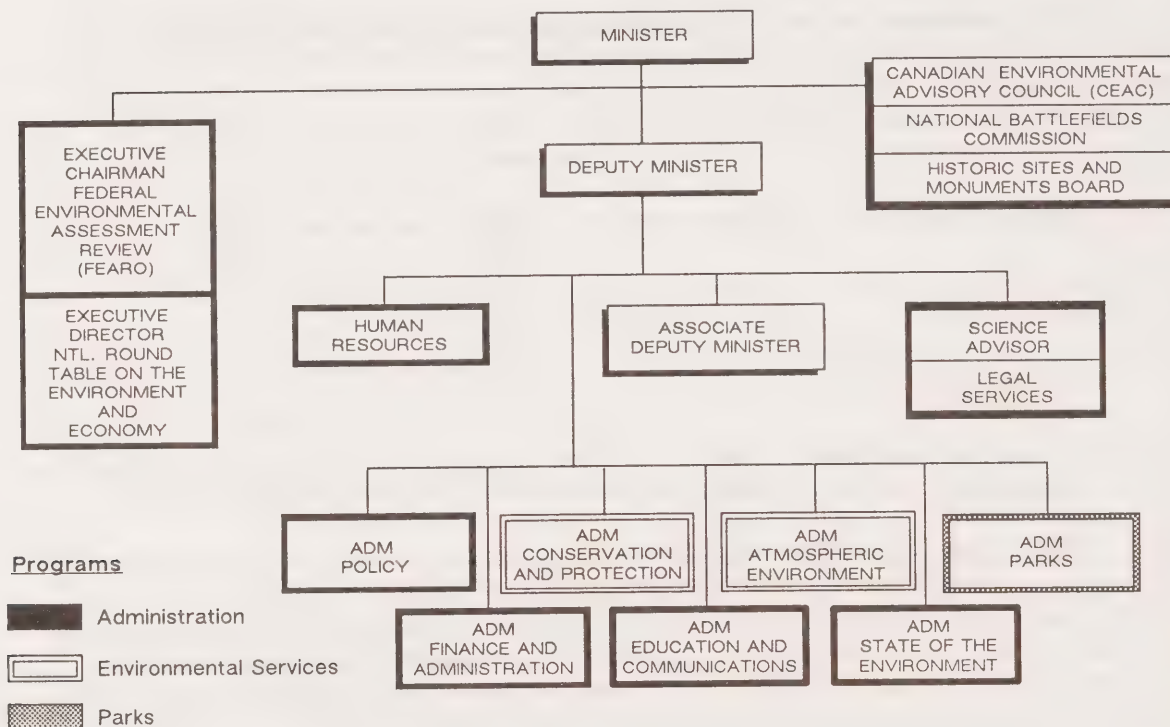 MINISTER
CANADIAN ENVIRONMENTAL
ADVISORY COUNCIL (CEAC)
NATIONAL BATTLEFIELDS
COMMISSION
HISTORIC SITES AND
MONUMENTS BOARD
EXECUTIVE
CHAIRMAN
FEDERAL
ENVIRONMENTAL
ASSESSMENT
REVIEW
(FEARO)
EXECUTIVE
DIRECTOR
NTL. ROUND
TABLE ON THE
ENVIRONMENT
AND
ECONOMY
DEPUTY MINISTER
HUMAN
RESOURCES
ASSOCIATE
DEPUTY MINISTER
SCIENCE
ADVISOR
LEGAL
SERVICES
ADM
POLICY
ADM
CONSERVATION
AND PROTECTION
ADM
ATMOSPHERIC
ENVIRONMENT
ADM
PARKS
ADM
FINANCE AND
ADMINISTRATION
ADM
EDUCATION AND
COMMUNICATIONS
ADM
STATE OF THE
ENVIRONMENT
Programs
Administration
Environmental Services
Parks